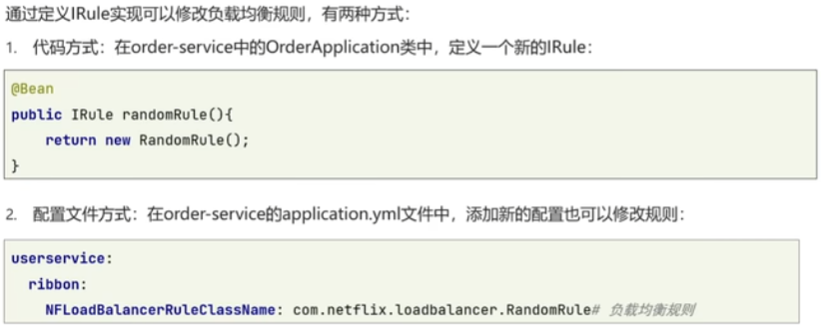 通过定义IRule实现可以修改负载均衡规则，有两种方式：
1. 代码方式：在order-service中的OrderApplication类中，定义一个新的IRule：
@Bean
public IRule randomRule(){
    return new RandomRule();
}
2. 配置文件方式：在order-service的application.yml文件中，添加新的配置也可以修改规则：
userservice:
  ribbon:
    NFLoadBalancerRuleClassName: com.netflix.loadbalancer.RandomRule# 负载均衡规则